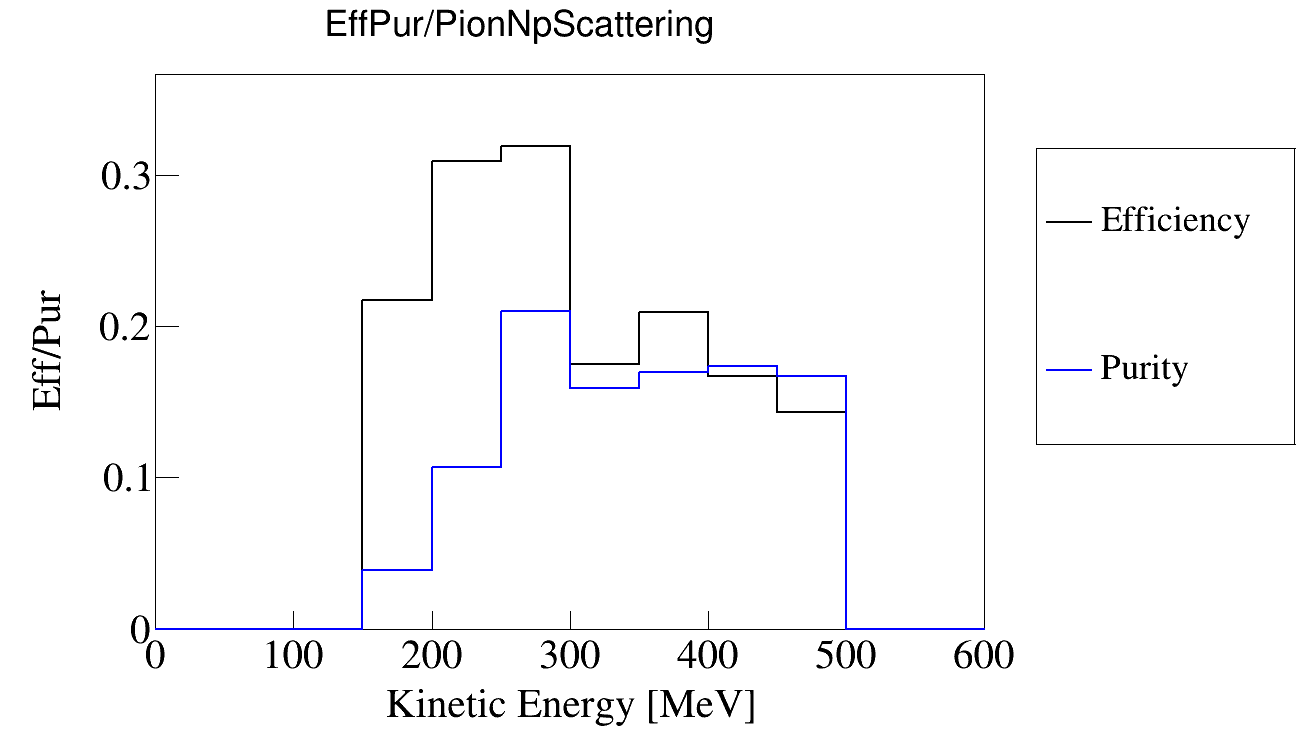 EffPur/PionNpScattering
Eff/Pur
0.3
0.2
0.1
0
0 100 200 300 400 500 600
Kinetic Energy [MeV]
Efficiency
Purity